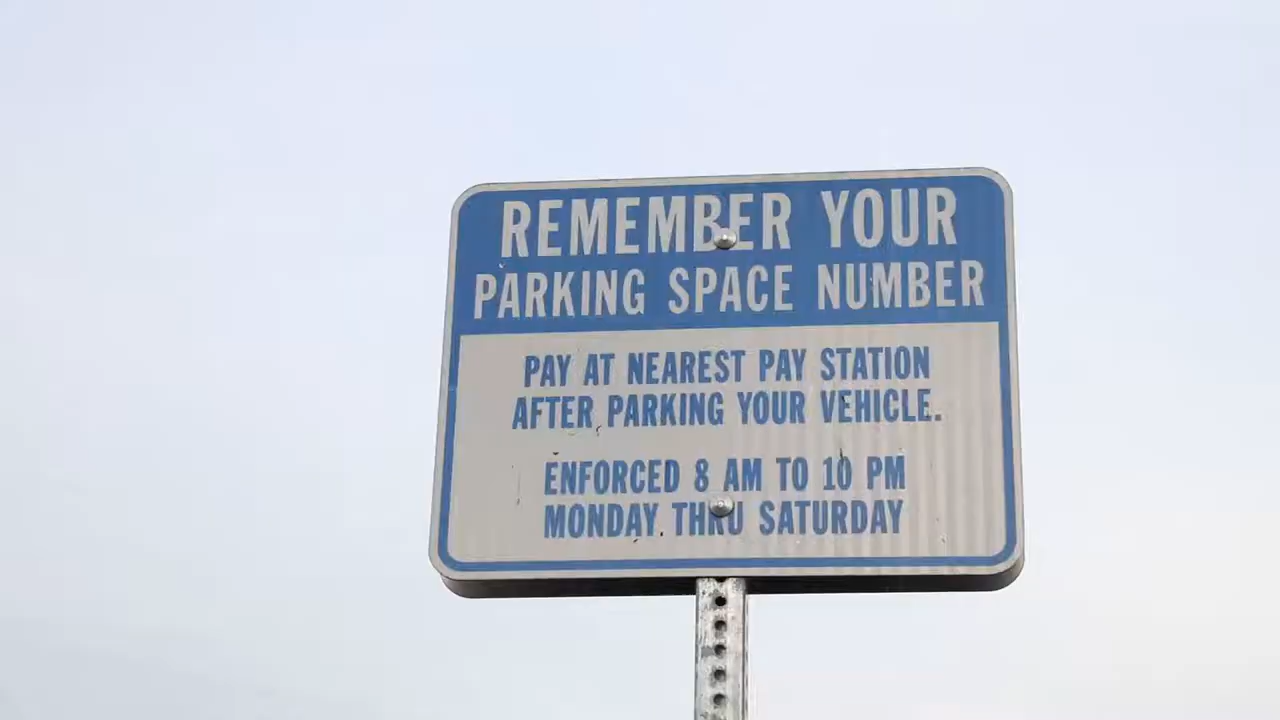 REMEMBER YOUR
PARKING SPACE NUMBER
PAY AT NEAREST PAY STATION
AFTER PARKING YOUR VEHICLE.
ENFORCED 8 AM TO 10 PM
MONDAY THRU SATURDAY